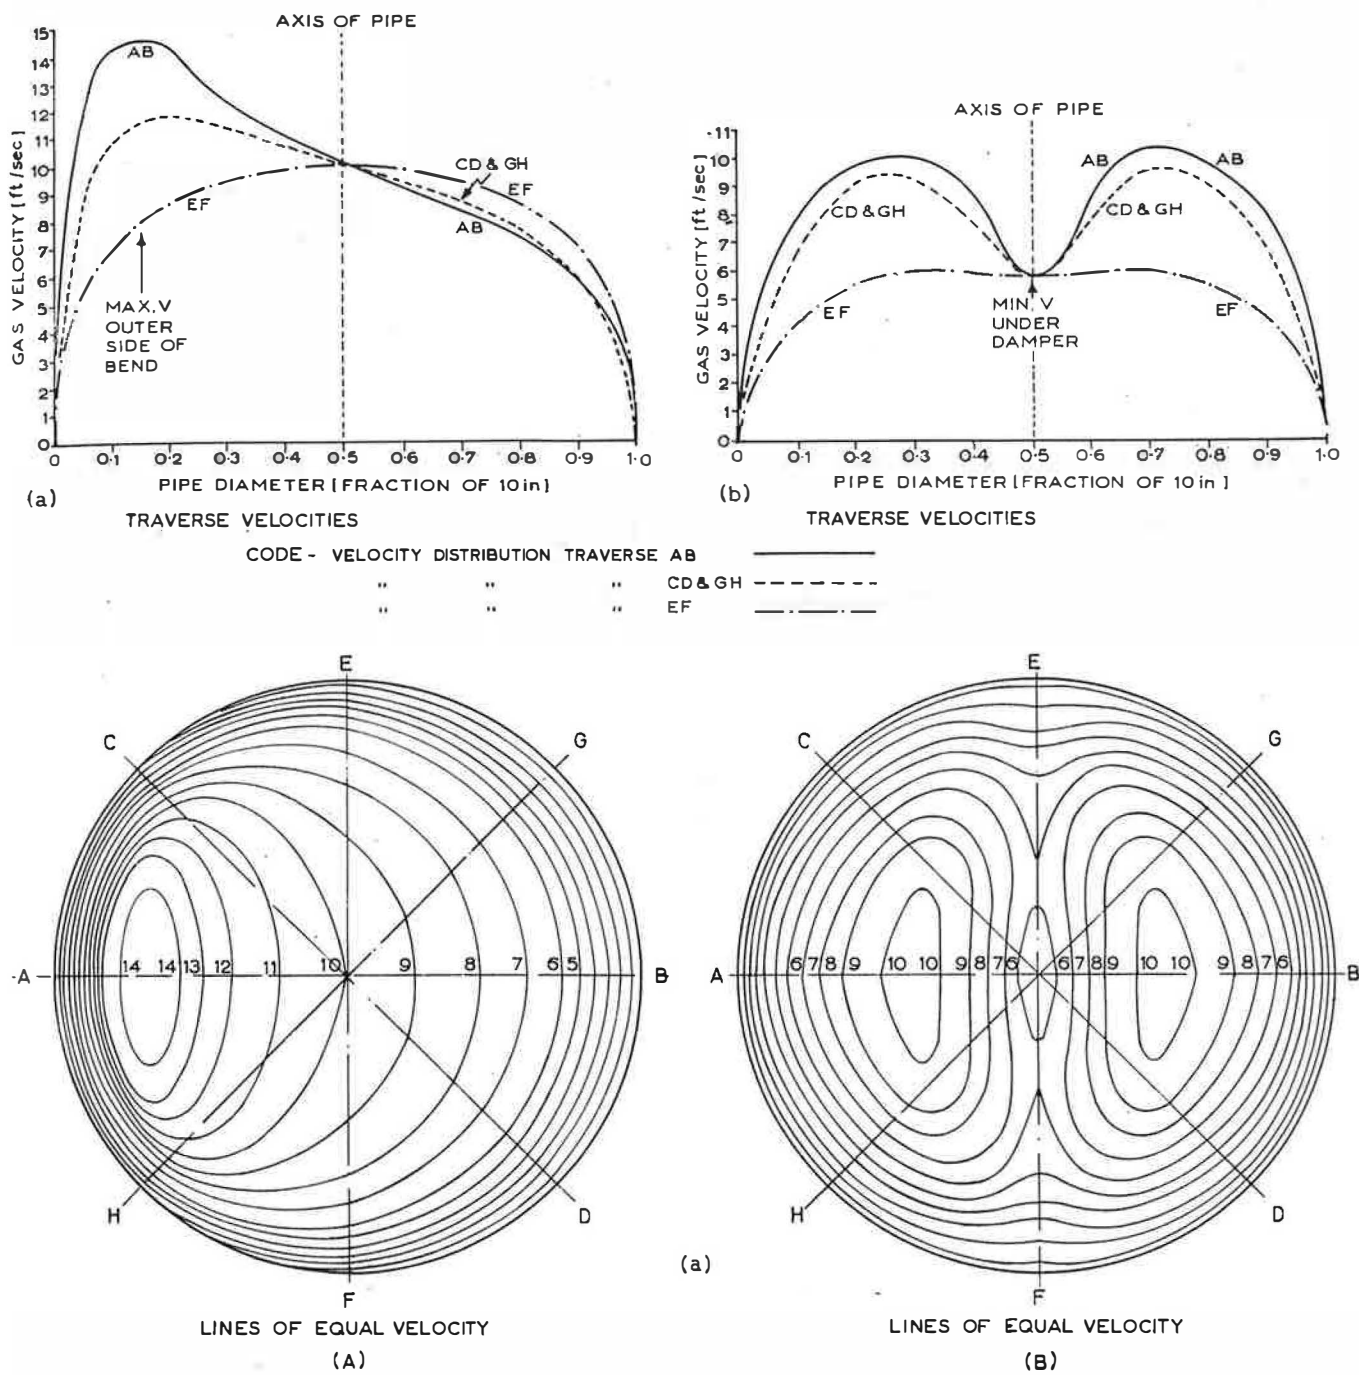 AXIS OF PIPE
15
14
13
12
11
10
9
8
7
6
5
4
3
2
1
0
GAS VELOCITY [ft/sec]
AB
CD & GH
EF
EF
AB
MAX. V
OUTER
SIDE OF
BEND
0 0·1 0·2 0·3 0·4 0·5 0·6 0·7 0·8 0·9 1·0
PIPE DIAMETER [FRACTION OF 10 in]
(a)
TRAVERSE VELOCITIES
AXIS OF PIPE
11
10
9
8
7
6
5
4
3
2
1
0
GAS VELOCITY [ft/sec]
AB
AB
CD & GH
CD & GH
EF
EF
MIN. V
UNDER
DAMPER
0 0·1 0·2 0·3 0·4 0·5 0·6 0·7 0·8 0·9 1·0
PIPE DIAMETER [FRACTION OF 10 in]
(b)
TRAVERSE VELOCITIES
CODE - VELOCITY DISTRIBUTION TRAVERSE AB
" " " CD & GH
" " " EF
E
C
G
A
14 14 13 12 11 10 9 8 7 6 5
B
H
D
F
LINES OF EQUAL VELOCITY
(A)
(a)
E
C
G
A
6 7 8 9 10 10 9 8 7 6 6 7 8 9 10 10 9 8 7 6
B
H
D
F
LINES OF EQUAL VELOCITY
(B)